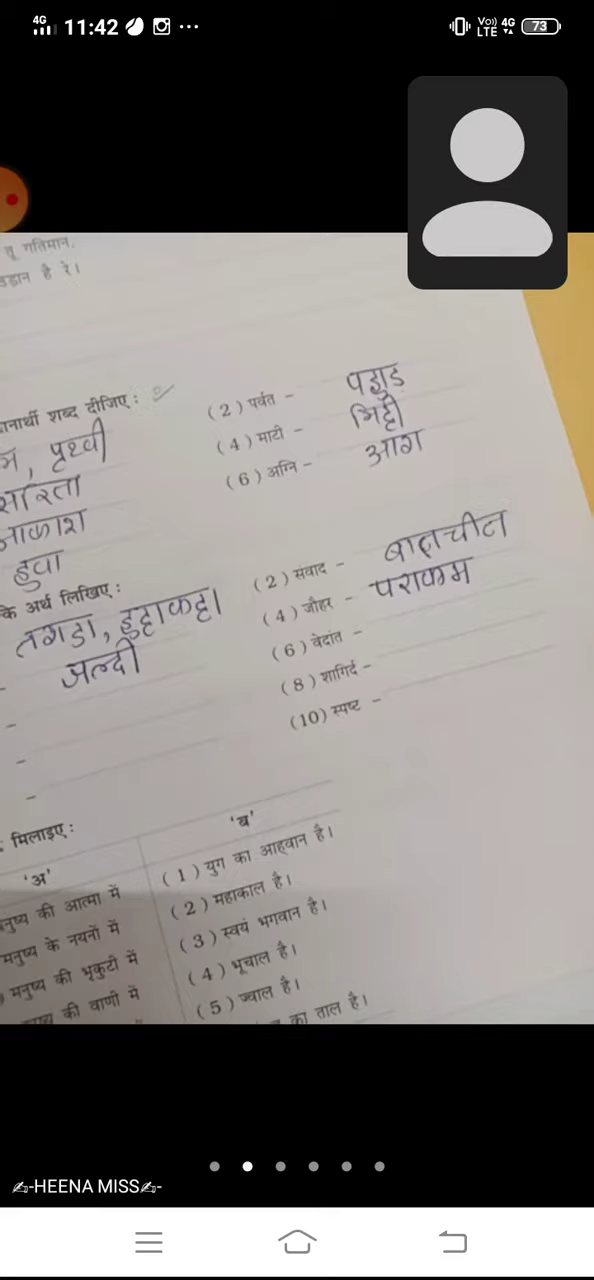 4G 11:42 ... Vo)) LTE 4G 73
तू गतिमान,
है रे।
शब्द दीजिए:
(2) पर्वत - पहाड़
पृथ्वी
(4) माटी - मिट्टी
सरिता
(6) अग्नि - आग
आकाश
हवा
के अर्थ लिखिए:
(2) संवाद - बातचीत
तगडा, हट्टाकट्टा
(4) जौहर - पराक्रम
जल्दी
(6) वेदांत -
(8) शागिर्द -
(10) स्पष्ट -
मिलाइए:
'अ' 'ब'
की आत्मा में (1) युग का आह्वान है।
मनुष्य के नयनों में (2) महाकाल है।
मनुष्य की भृकुटी में (3) स्वयं भगवान है।
की वाणी में (4) भूचाल है।
(5) ज्वाल है।
का ताल है।
✍-HEENA MISS✍-